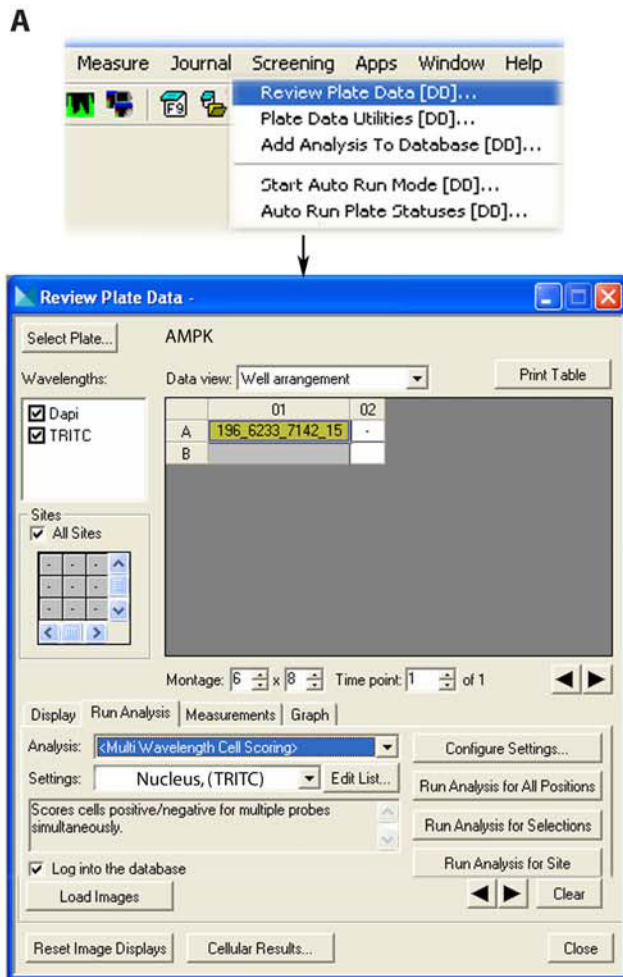 A
Measure Journal Screening Apps Window Help
F9
Review Plate Data [DD]...
Plate Data Utilities [DD]...
Add Analysis To Database [DD]...
Start Auto Run Mode [DD]...
Auto Run Plate Statuses [DD]...
Review Plate Data -
Select Plate... AMPK
Wavelengths: Data view: Well arrangement Print Table
01 02
Dapi
TRITC
A 196_6233_7142_15 -
B
Sites
All Sites
- - -
- - -
- - -
Montage: 6 x 8 Time point: 1 of 1
Display Run Analysis Measurements Graph
Analysis: <Multi Wavelength Cell Scoring> Configure Settings...
Settings: Nucleus, (TRITC) Edit List... Run Analysis for All Positions
Scores cells positive/negative for multiple probes
simultaneously.
Run Analysis for Selections
Log into the database Run Analysis for Site
Load Images Clear
Reset Image Displays Cellular Results... Close